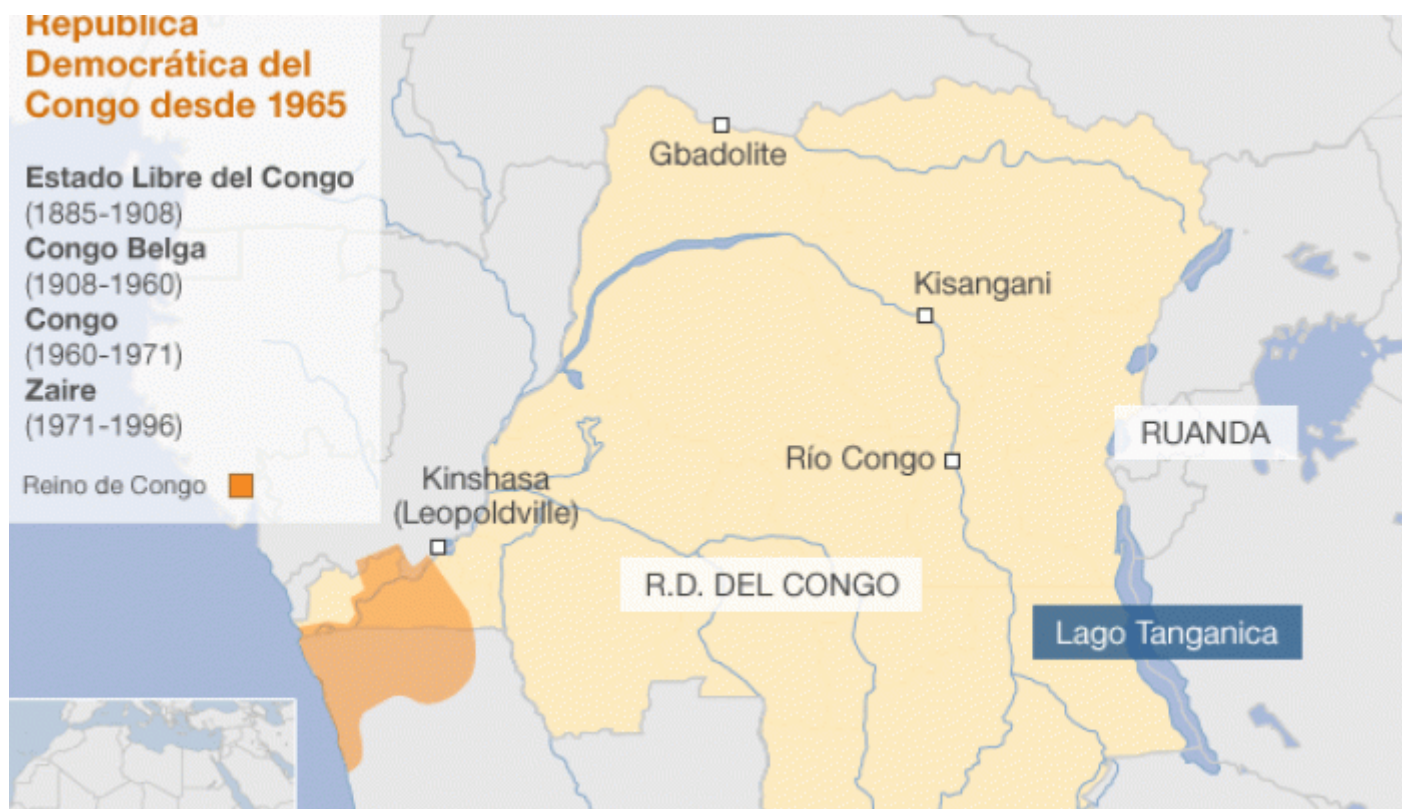 República
Democrática del
Congo desde 1965
Estado Libre del Congo
(1885-1908)
Congo Belga
(1908-1960)
Congo
(1960-1971)
Zaire
(1971-1996)
Reino de Congo
Gbadolite
Kisangani
RUANDA
Río Congo
Kinshasa
(Leopoldville)
R.D. DEL CONGO
Lago Tanganica